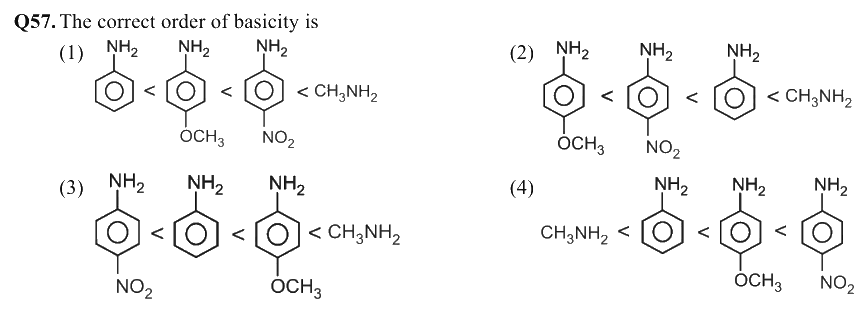 Q57. The correct order of basicity is
(1) NH₂ NH₂ NH₂
< < < CH₃NH₂
OCH₃ NO₂
(2) NH₂ NH₂ NH₂
< < < CH₃NH₂
OCH₃ NO₂
(3) NH₂ NH₂ NH₂
< < < CH₃NH₂
NO₂ OCH₃
(4) NH₂ NH₂ NH₂
CH₃NH₂ < < <
OCH₃ NO₂